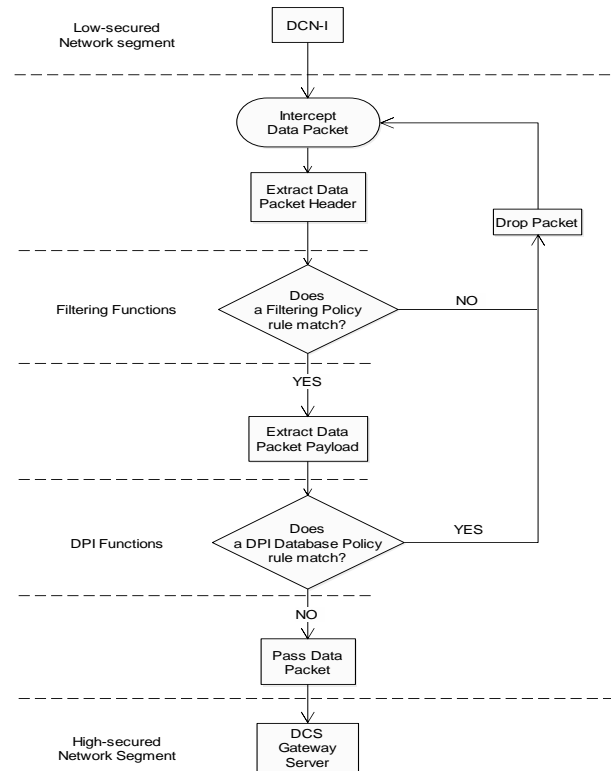 Low-secured
Network segment
DCN-I
Intercept
Data Packet
Extract Data
Packet Header
Drop Packet
Filtering Functions
Does
a Filtering Policy
rule match?
NO
YES
Extract Data
Packet Payload
DPI Functions
Does
a DPI Database Policy
rule match?
YES
NO
Pass Data
Packet
High-secured
Network Segment
DCS
Gateway
Server